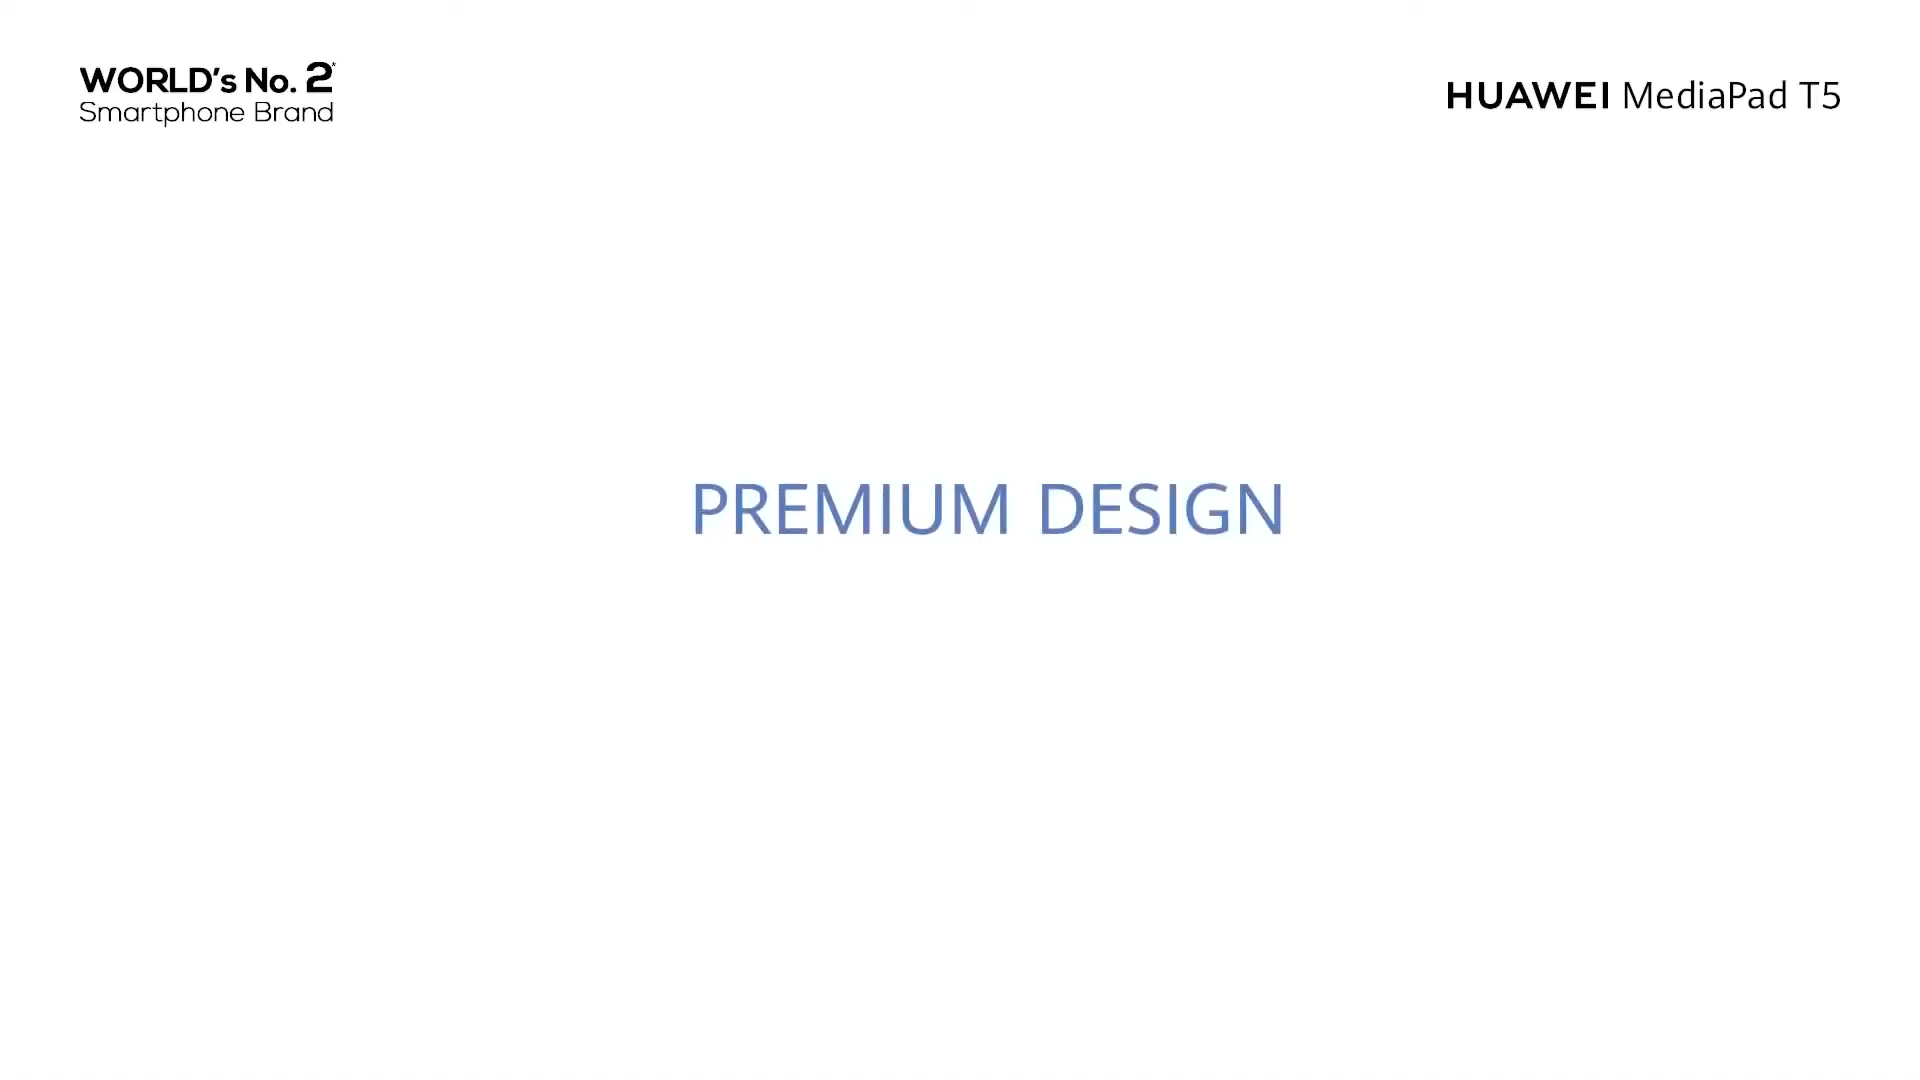 WORLD's No. 2*
Smartphone Brand
HUAWEI MediaPad T5
PREMIUM DESIGN